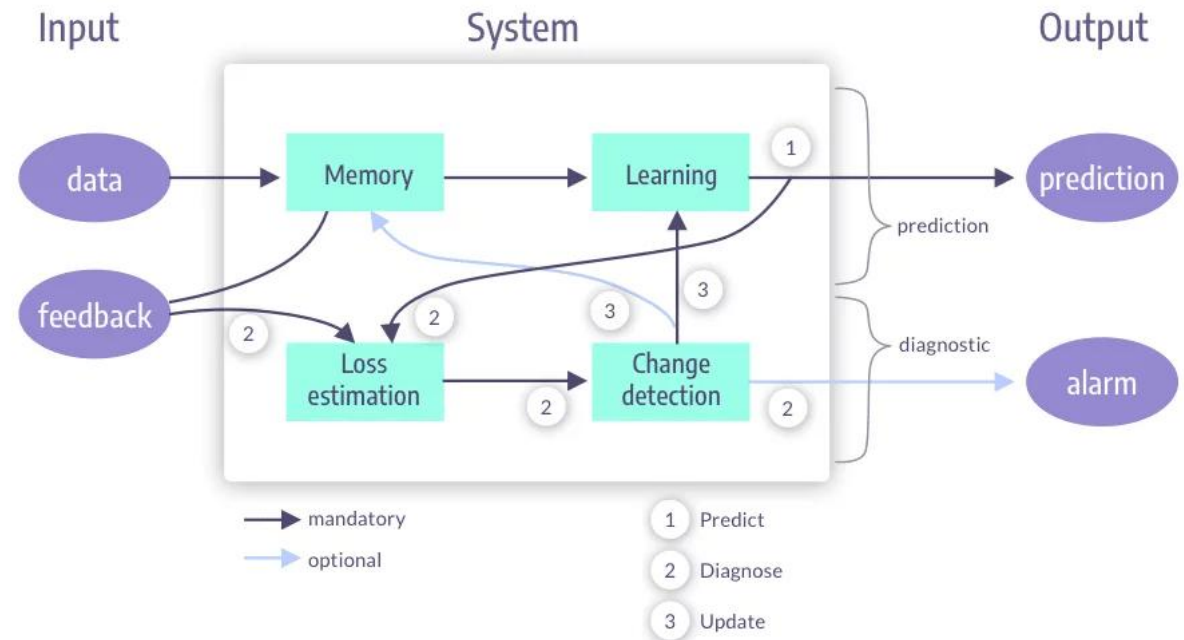 Input
System
Output
data
Memory
Learning
1
prediction
prediction
feedback
2
2
3
3
Loss
estimation
Change
detection
diagnostic
alarm
2
2
mandatory
optional
1 Predict
2 Diagnose
3 Update